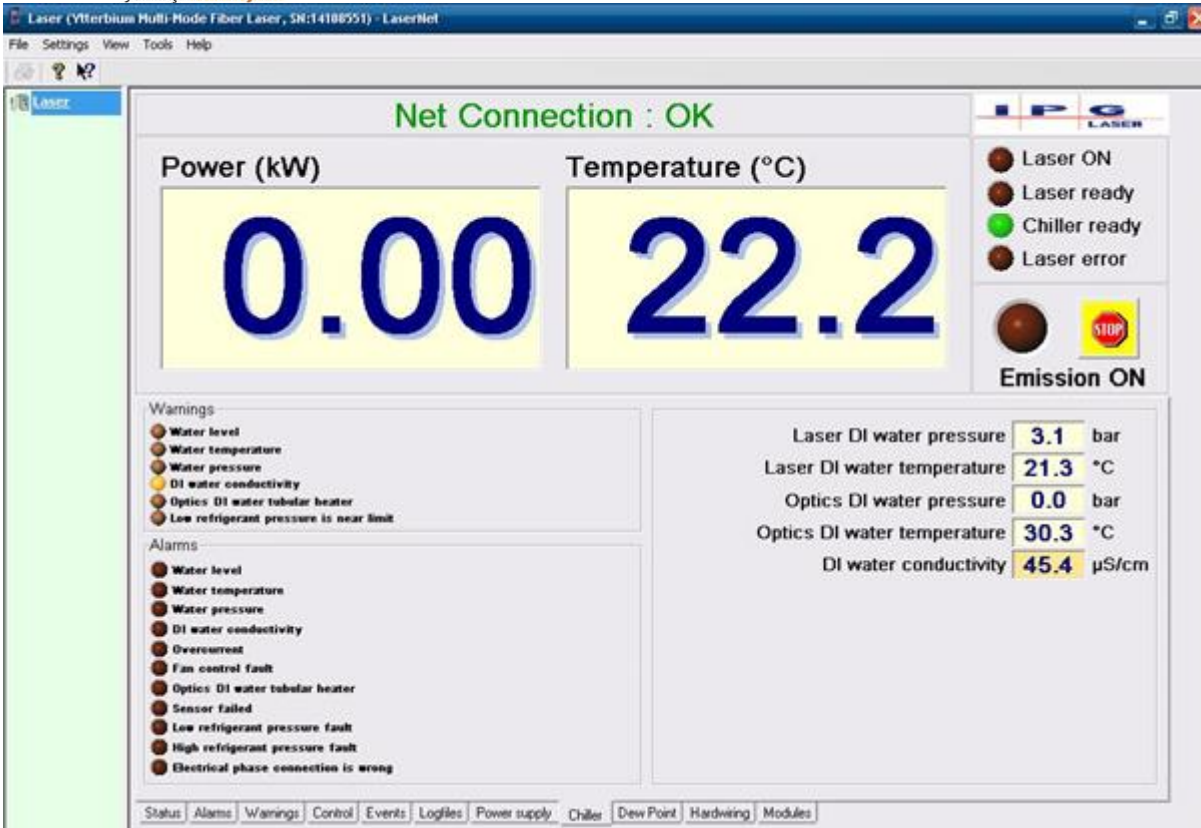 Laser (Ytterbium Multi-Mode Fiber Laser, SN:14108551) - LaserNet
File Settings View Tools Help
Laser
Net Connection : OK
IPG
LASER
Power (kW)
Temperature (°C)
0.00
22.2
Laser ON
Laser ready
Chiller ready
Laser error
STOP
Emission ON
Warnings
Water level
Water temperature
Water pressure
DI water conductivity
Optics DI water tubular heater
Low refrigerant pressure is near limit
Alarms
Water level
Water temperature
Water pressure
DI water conductivity
Overcurrent
Fan control fault
Optics DI water tubular heater
Sensor failed
Low refrigerant pressure fault
High refrigerant pressure fault
Electrical phase connection is wrong
Laser DI water pressure 3.1 bar
Laser DI water temperature 21.3 °C
Optics DI water pressure 0.0 bar
Optics DI water temperature 30.3 °C
DI water conductivity 45.4 µS/cm
Status Alarms Warnings Control Events Logfiles Power supply Chiller Dew Point Hardwiring Modules